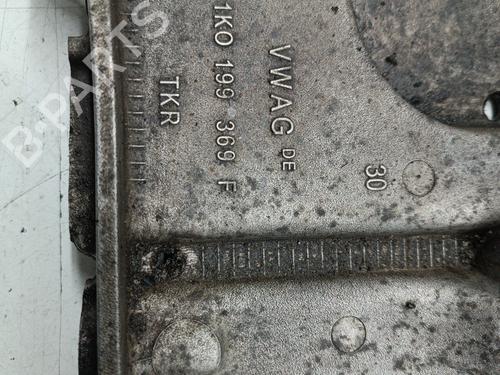 VWAG DE
1K0 199 369 F
TKR
30
B-PARTS